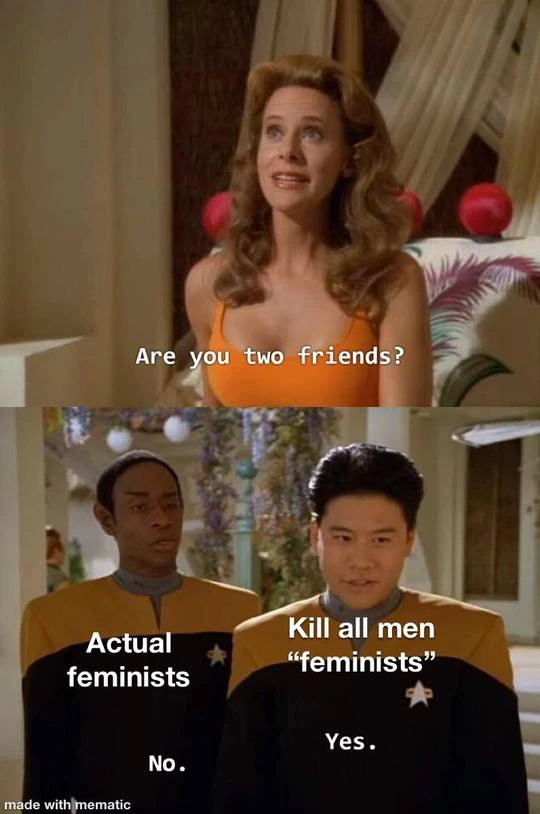 Are you two friends?
Actual
feminists
Kill all men
“feminists”
Yes.
No.
made with mematic